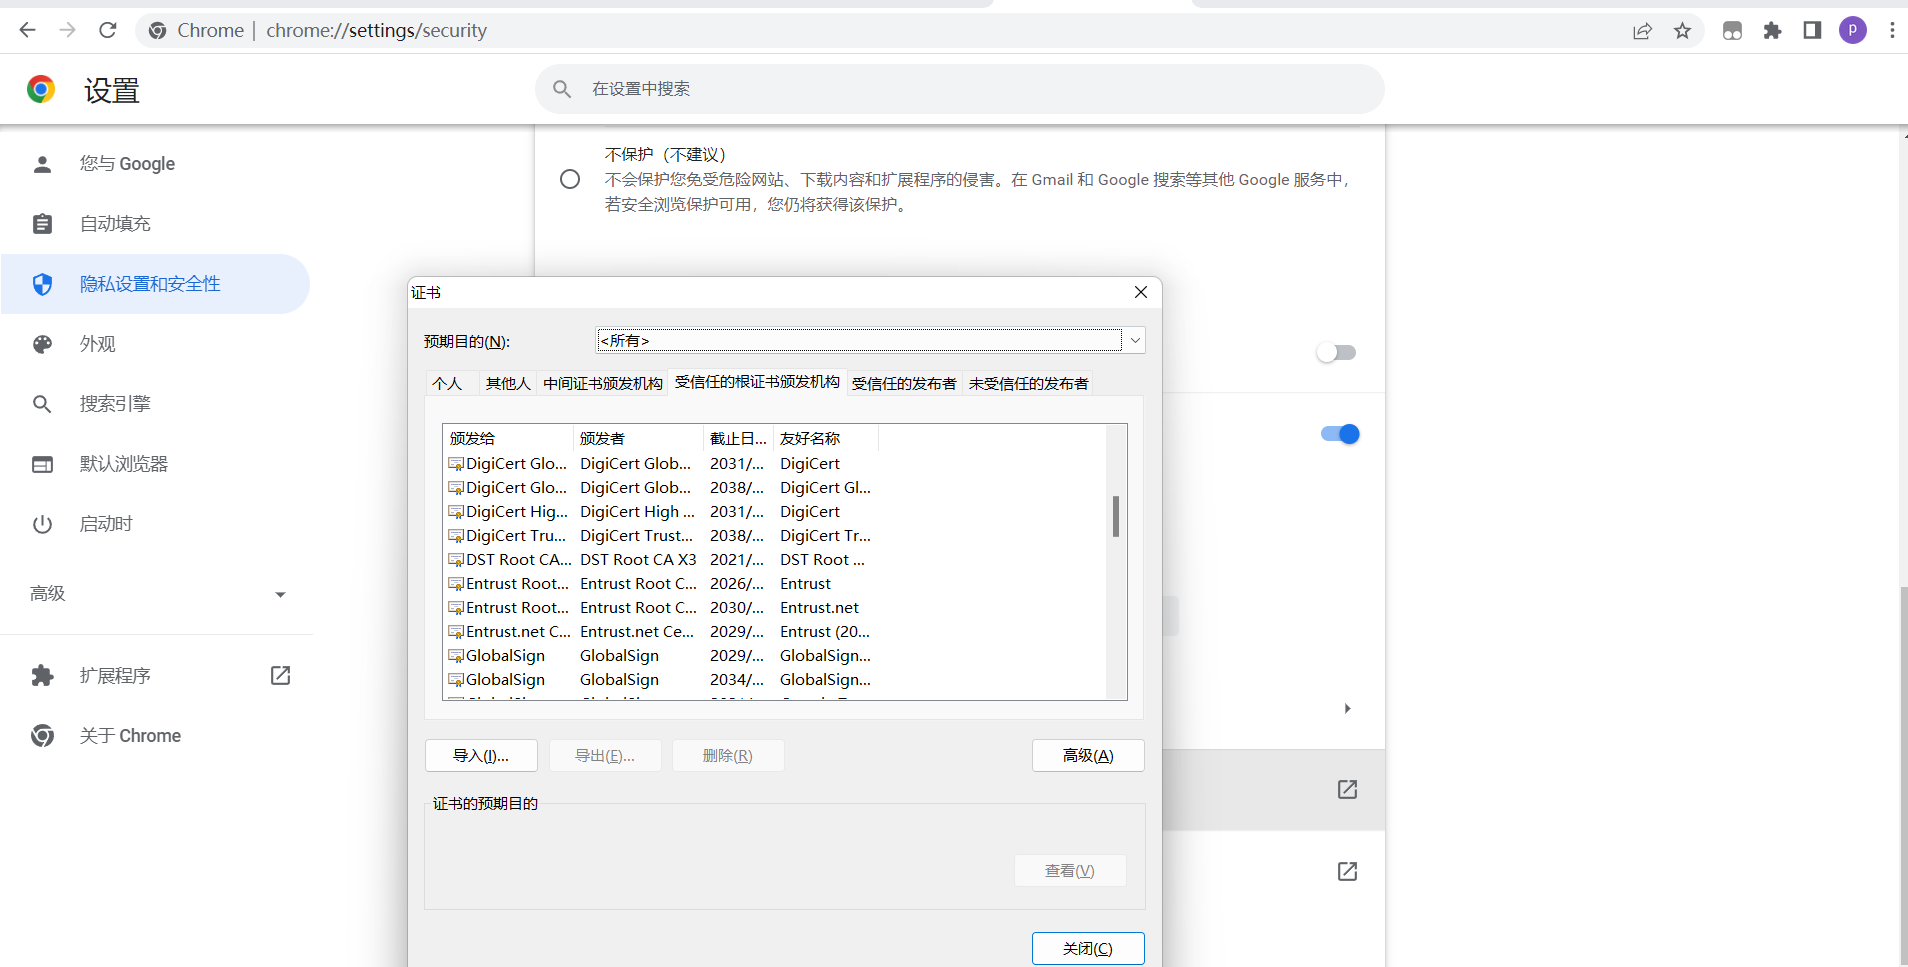 Chrome | chrome://settings/security
p
设置
在设置中搜索
您与 Google
自动填充
隐私设置和安全性
外观
搜索引擎
默认浏览器
启动时
高级
扩展程序
关于 Chrome
不保护（不建议）
不会保护您免受危险网站、下载内容和扩展程序的侵害。在 Gmail 和 Google 搜索等其他 Google 服务中，
若安全浏览保护可用，您仍将获得该保护。
证书
预期目的(N): <所有>
个人 其他人 中间证书颁发机构 受信任的根证书颁发机构 受信任的发布者 未受信任的发布者
颁发给 颁发者 截止日... 友好名称
DigiCert Glo... DigiCert Glob... 2031/... DigiCert
DigiCert Glo... DigiCert Glob... 2038/... DigiCert Gl...
DigiCert Hig... DigiCert High ... 2031/... DigiCert
DigiCert Tru... DigiCert Trust... 2038/... DigiCert Tr...
DST Root CA... DST Root CA X3 2021/... DST Root ...
Entrust Root... Entrust Root C... 2026/... Entrust
Entrust Root... Entrust Root C... 2030/... Entrust.net
Entrust.net C... Entrust.net Ce... 2029/... Entrust (20...
GlobalSign GlobalSign 2029/... GlobalSign...
GlobalSign GlobalSign 2034/... GlobalSign...
导入(I)... 导出(E)... 删除(R) 高级(A)
证书的预期目的
查看(V)
关闭(C)